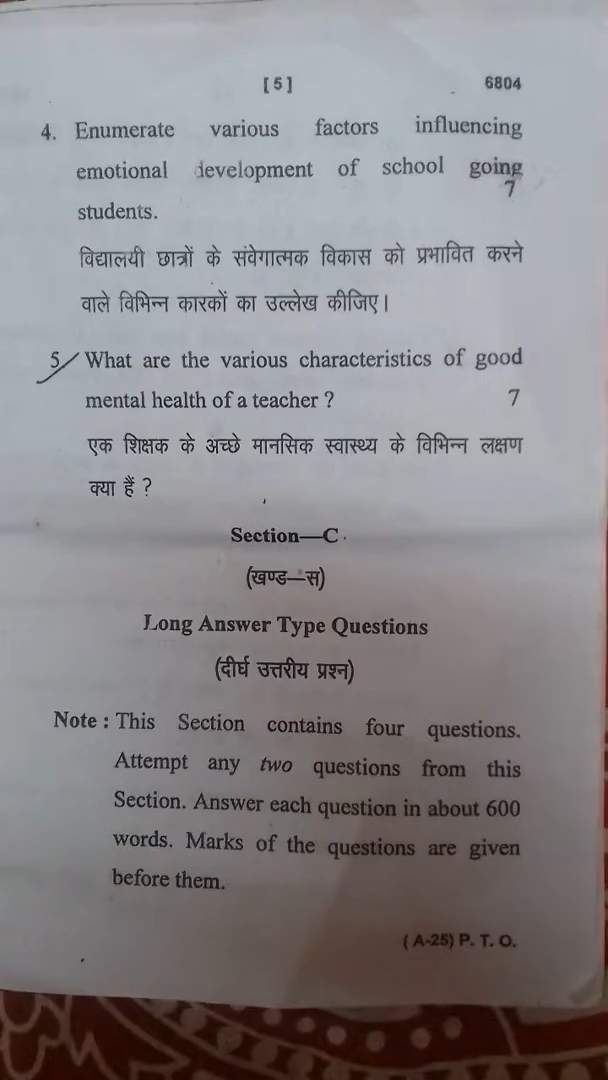 [ 5 ] 6804
4. Enumerate various factors influencing
emotional development of school going
7
students.
विद्यालयी छात्रों के संवेगात्मक विकास को प्रभावित करने
वाले विभिन्न कारकों का उल्लेख कीजिए।
5. What are the various characteristics of good
mental health of a teacher ? 7
एक शिक्षक के अच्छे मानसिक स्वास्थ्य के विभिन्न लक्षण
क्या हैं ?
Section—C
(खण्ड—स)
Long Answer Type Questions
(दीर्घ उत्तरीय प्रश्न)
Note : This Section contains four questions.
Attempt any two questions from this
Section. Answer each question in about 600
words. Marks of the questions are given
before them.
( A-25) P. T. O.